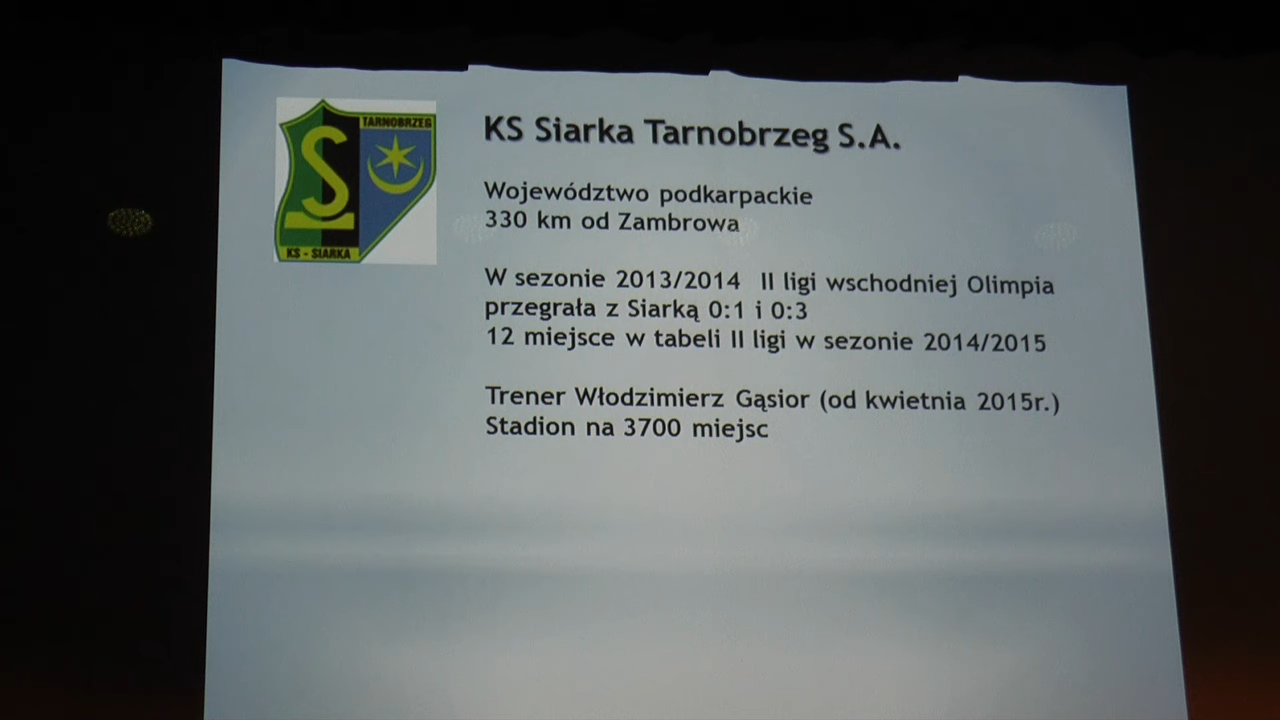 TARNOBRZEG
S
KS - SIARKA
KS Siarka Tarnobrzeg S.A.
Województwo podkarpackie
330 km od Zambrowa
W sezonie 2013/2014 II ligi wschodniej Olimpia
przegrała z Siarką 0:1 i 0:3
12 miejsce w tabeli II ligi w sezonie 2014/2015
Trener Włodzimierz Gąsior (od kwietnia 2015r.)
Stadion na 3700 miejsc